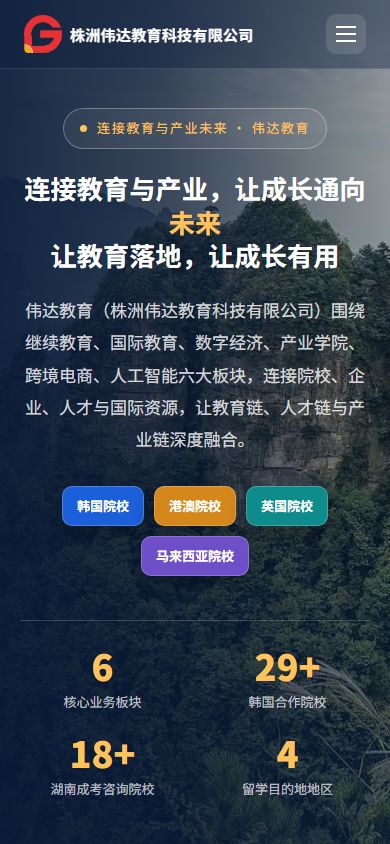 株洲伟达教育科技有限公司
连接教育与产业未来 · 伟达教育
连接教育与产业，让成长通向
未来
让教育落地，让成长有用
伟达教育（株洲伟达教育科技有限公司）围绕
继续教育、国际教育、数字经济、产业学院、
跨境电商、人工智能六大板块，连接院校、企
业、人才与国际资源，让教育链、人才链与产
业链深度融合。
韩国院校 港澳院校 英国院校
马来西亚院校
6 29+
核心业务板块 韩国合作院校
18+ 4
湖南成考咨询院校 留学目的地地区